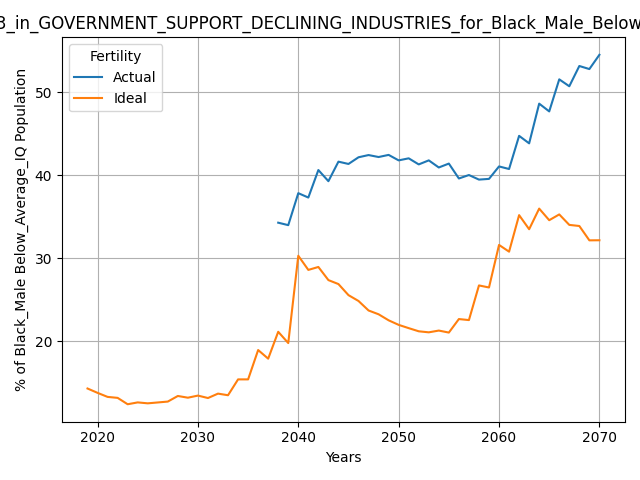 3_in_GOVERNMENT_SUPPORT_DECLINING_INDUSTRIES_for_Black_Male_Below
Fertility
Actual
Ideal
% of Black_Male Below_Average_IQ Population
50
40
30
20
2020 2030 2040 2050 2060 2070
Years